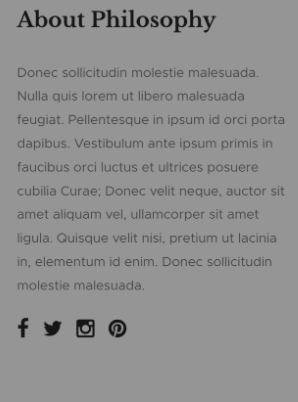 About Philosophy
Donec sollicitudin molestie malesuada.
Nulla quis lorem ut libero malesuada
feugiat. Pellentesque in ipsum id orci porta
dapibus. Vestibulum ante ipsum primis in
faucibus orci luctus et ultrices posuere
cubilia Curae; Donec velit neque, auctor sit
amet aliquam vel, ullamcorper sit amet
ligula. Quisque velit nisi, pretium ut lacinia
in, elementum id enim. Donec sollicitudin
molestie malesuada.